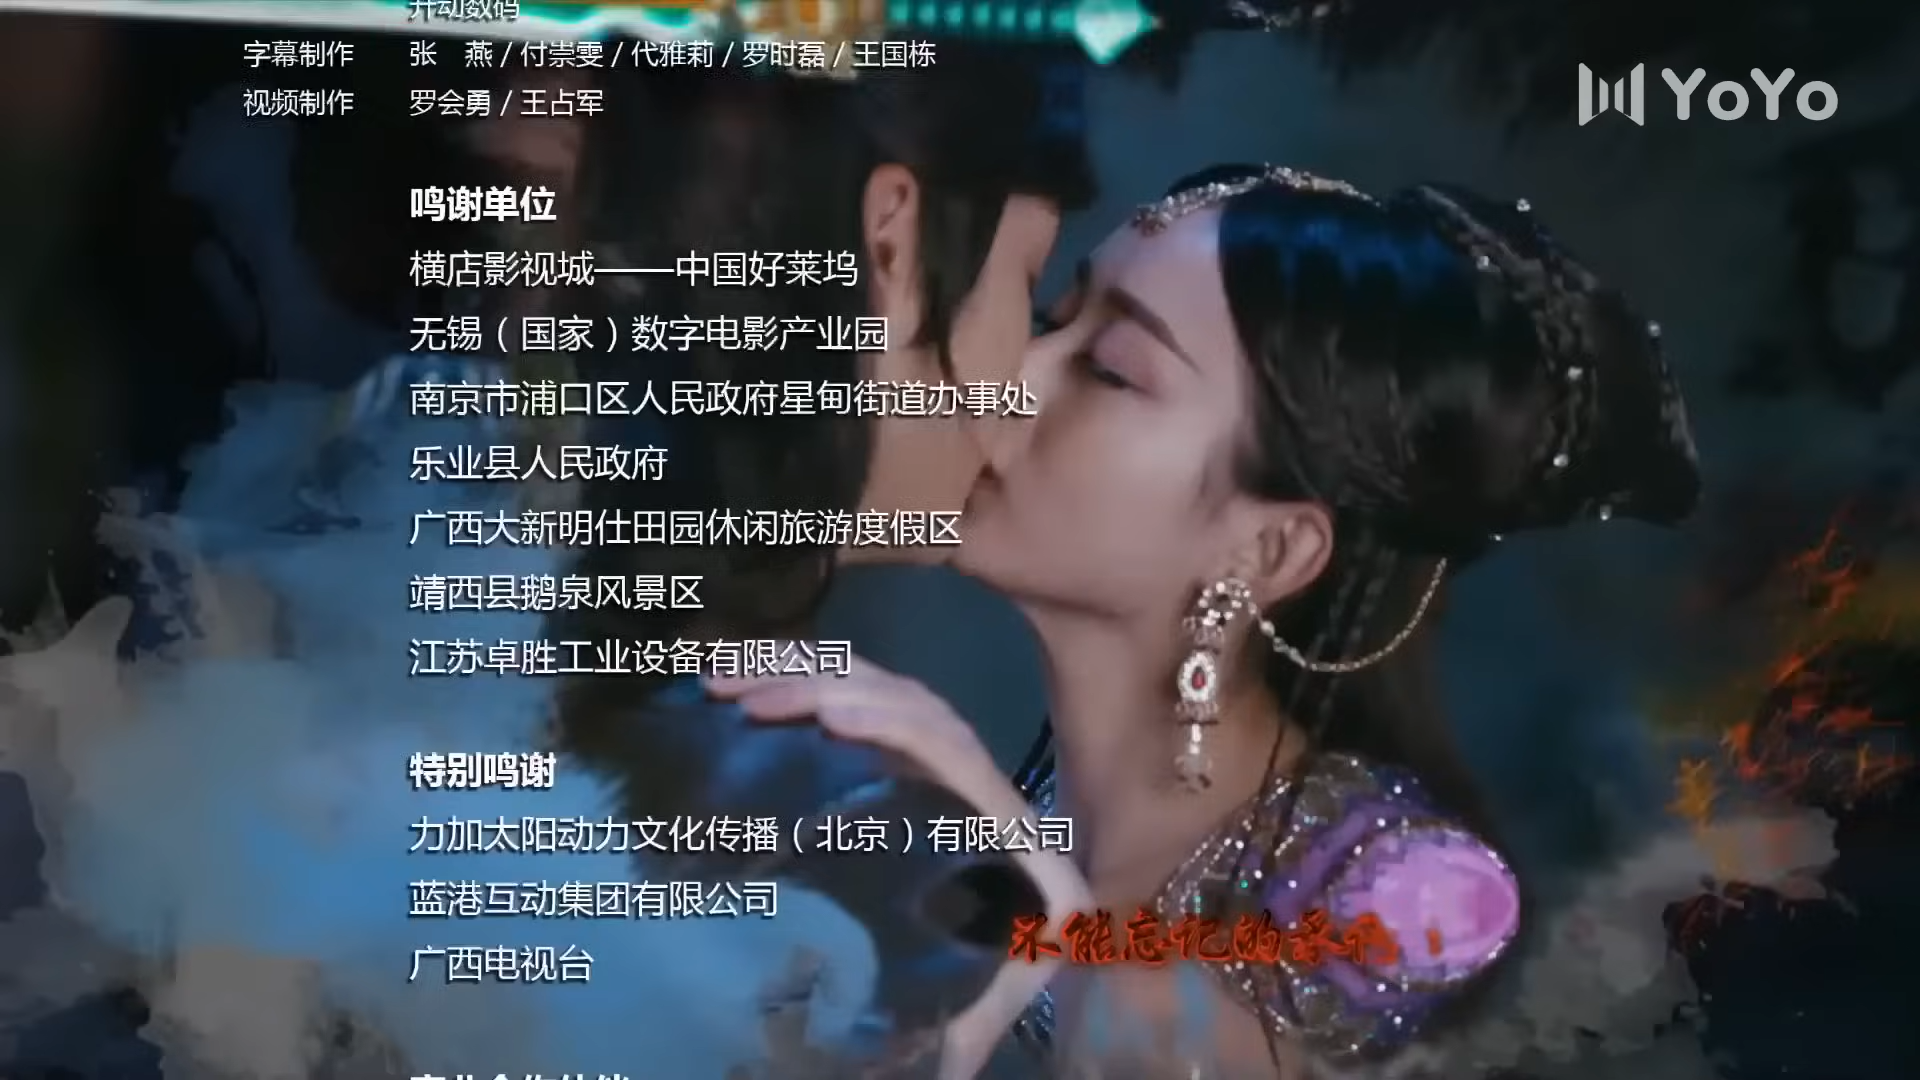 升动数码
字幕制作 张 燕 / 付崇雯 / 代雅莉 / 罗时磊 / 王国栋
视频制作 罗会勇 / 王占军
YoYo
鸣谢单位
横店影视城——中国好莱坞
无锡（国家）数字电影产业园
南京市浦口区人民政府星甸街道办事处
乐业县人民政府
广西大新明仕田园休闲旅游度假区
靖西县鹅泉风景区
江苏卓胜工业设备有限公司
特别鸣谢
力加太阳动力文化传播（北京）有限公司
蓝港互动集团有限公司
不能忘记的承
广西电视台